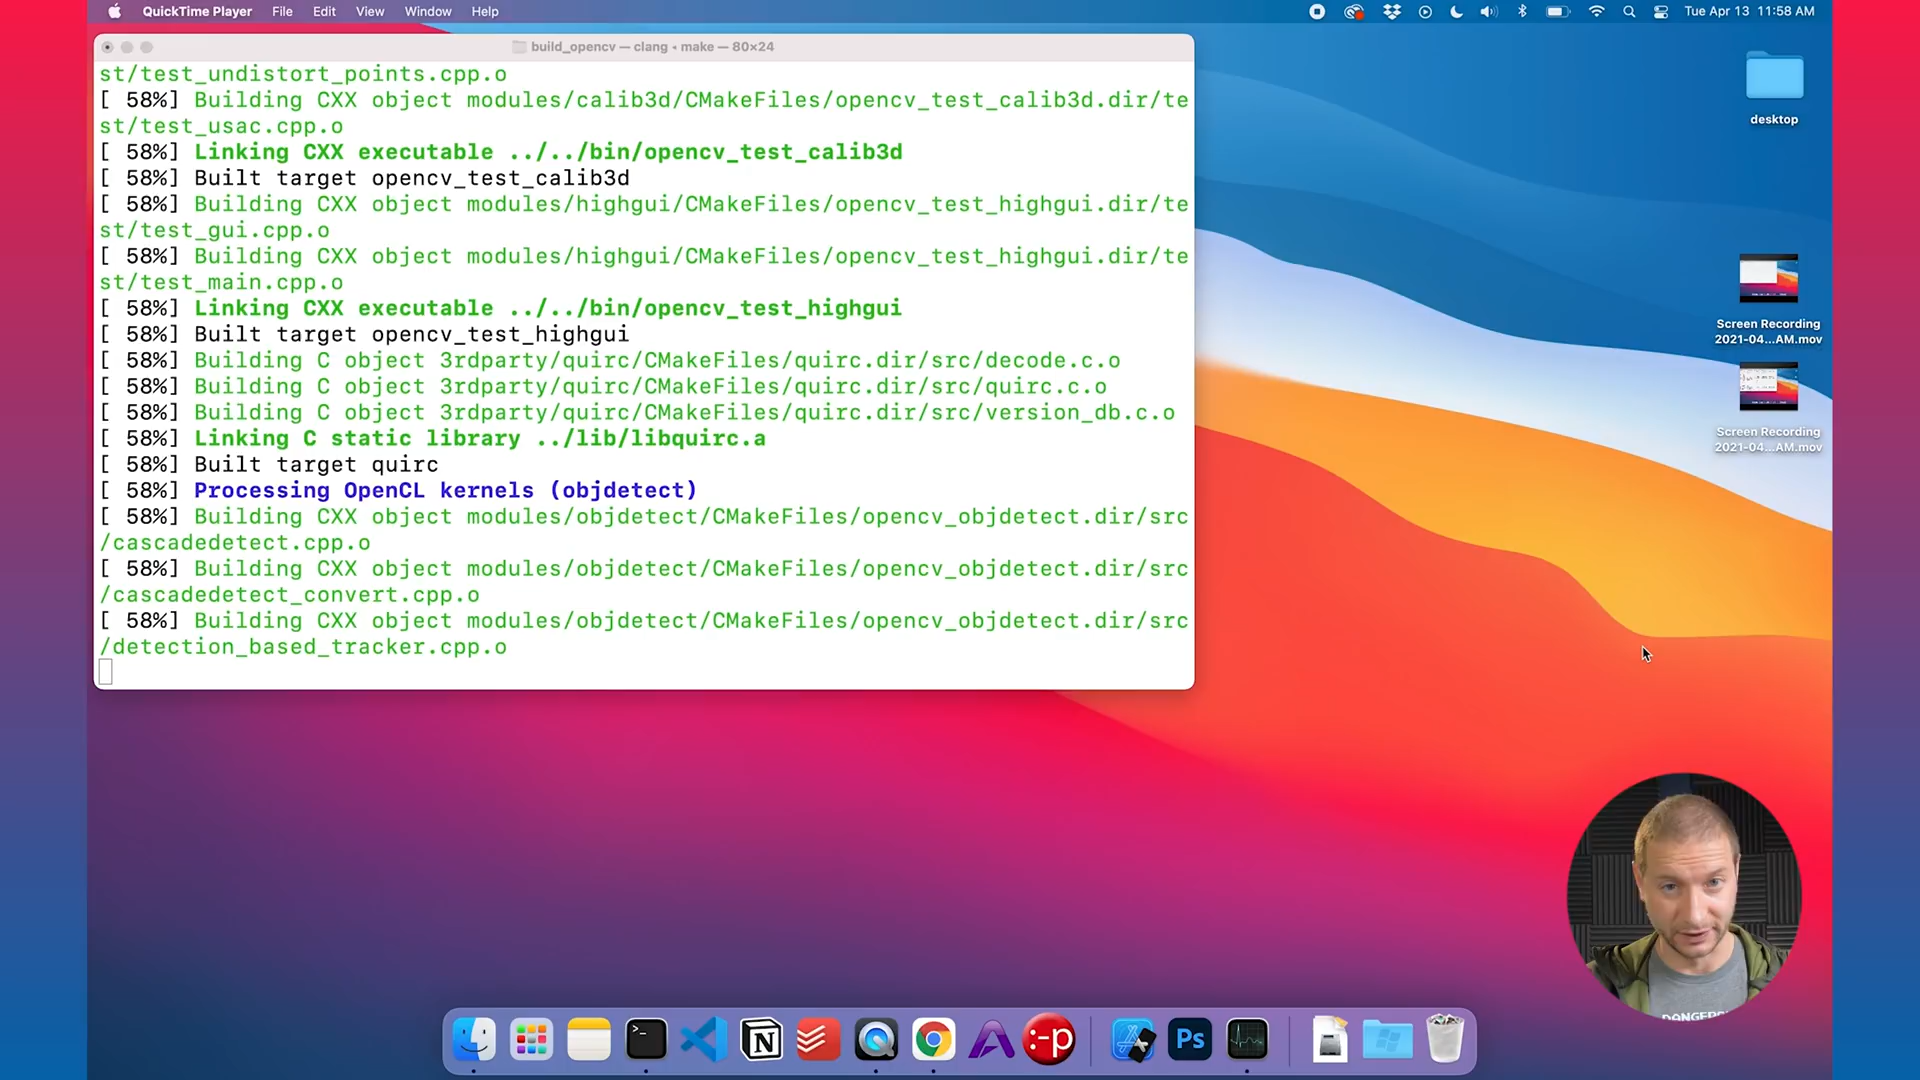 QuickTime Player File Edit View Window Help
Tue Apr 13 11:58 AM
build_opencv — clang ◂ make — 80×24
st/test_undistort_points.cpp.o
[ 58%] Building CXX object modules/calib3d/CMakeFiles/opencv_test_calib3d.dir/te
st/test_usac.cpp.o
[ 58%] Linking CXX executable ../../bin/opencv_test_calib3d
[ 58%] Built target opencv_test_calib3d
[ 58%] Building CXX object modules/highgui/CMakeFiles/opencv_test_highgui.dir/te
st/test_gui.cpp.o
[ 58%] Building CXX object modules/highgui/CMakeFiles/opencv_test_highgui.dir/te
st/test_main.cpp.o
[ 58%] Linking CXX executable ../../bin/opencv_test_highgui
[ 58%] Built target opencv_test_highgui
[ 58%] Building C object 3rdparty/quirc/CMakeFiles/quirc.dir/src/decode.c.o
[ 58%] Building C object 3rdparty/quirc/CMakeFiles/quirc.dir/src/quirc.c.o
[ 58%] Building C object 3rdparty/quirc/CMakeFiles/quirc.dir/src/version_db.c.o
[ 58%] Linking C static library ../lib/libquirc.a
[ 58%] Built target quirc
[ 58%] Processing OpenCL kernels (objdetect)
[ 58%] Building CXX object modules/objdetect/CMakeFiles/opencv_objdetect.dir/src
/cascadedetect.cpp.o
[ 58%] Building CXX object modules/objdetect/CMakeFiles/opencv_objdetect.dir/src
/cascadedetect_convert.cpp.o
[ 58%] Building CXX object modules/objdetect/CMakeFiles/opencv_objdetect.dir/src
/detection_based_tracker.cpp.o
desktop
Screen Recording
2021-04...AM.mov
Screen Recording
2021-04...AM.mov
>_
N
:-p
Ps